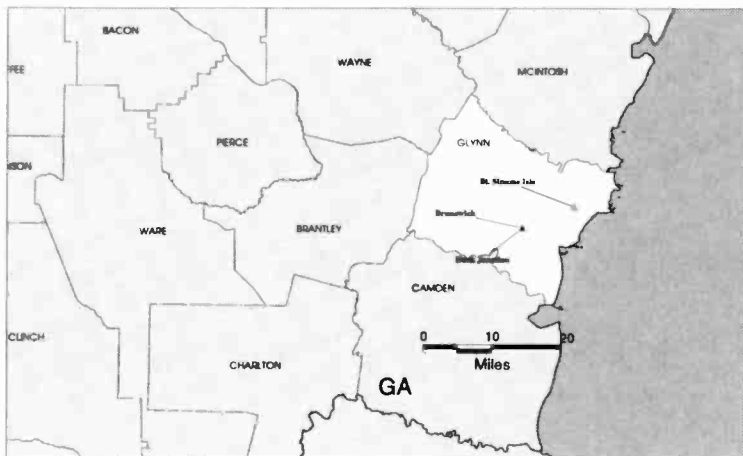 BACON
WAYNE
MCINTOSH
FFEE
PIERCE
GLYNN
St. Simons Isle
Brunswick
WARE
BRANTLEY
CAMDEN
CLINCH
0 10 20
Miles
CHARLTON
GA